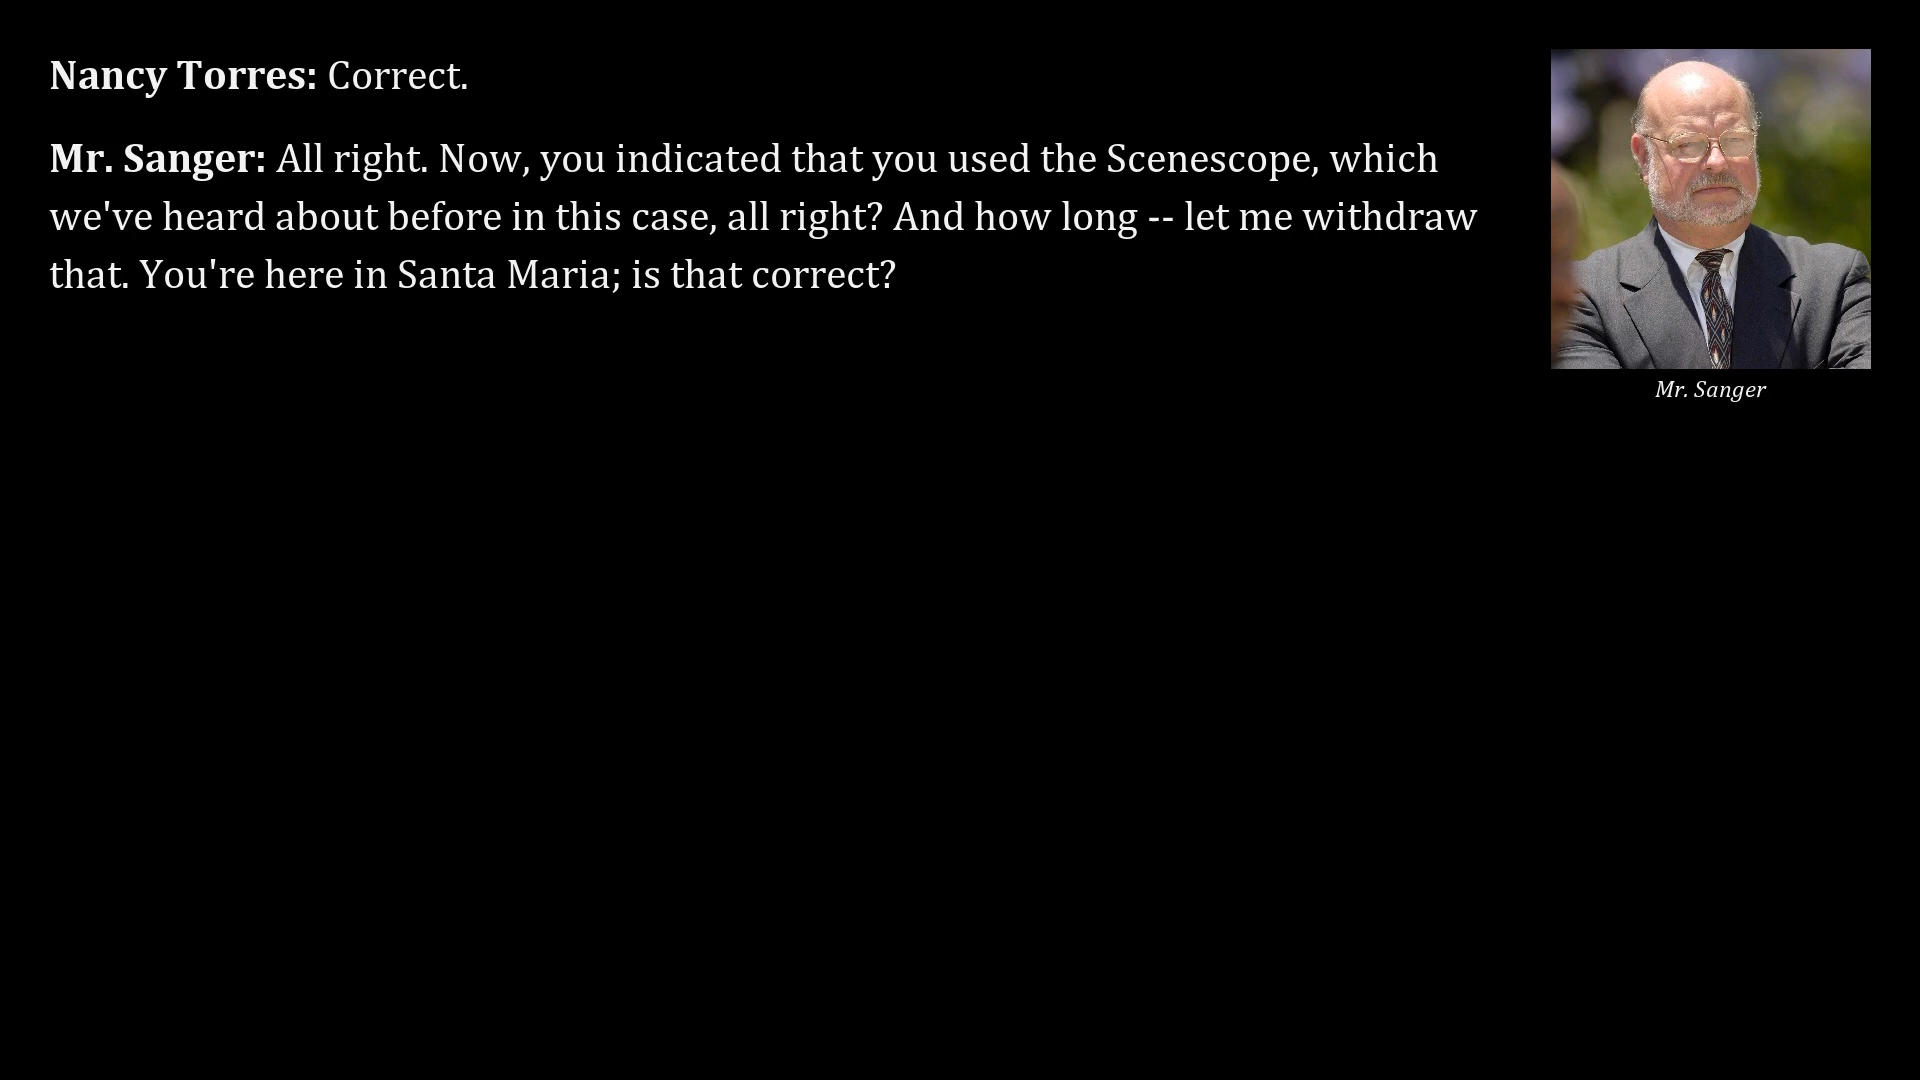 Nancy Torres: Correct.
Mr. Sanger: All right. Now, you indicated that you used the Scenescope, which
we've heard about before in this case, all right? And how long -- let me withdraw
that. You're here in Santa Maria; is that correct?
Mr. Sanger